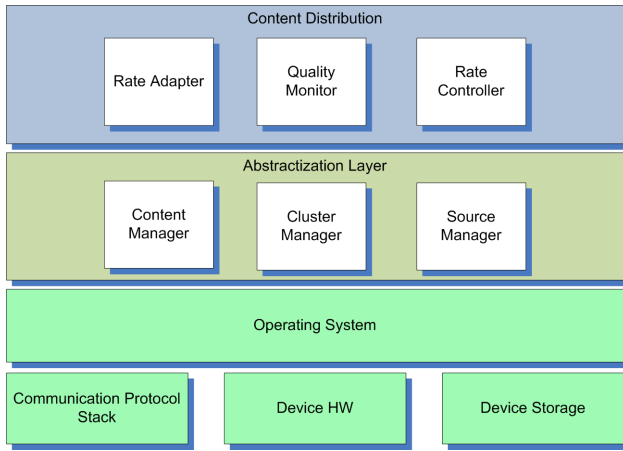 Content Distribution
Rate Adapter
Quality
Monitor
Rate
Controller
Abstractization Layer
Content
Manager
Cluster
Manager
Source
Manager
Operating System
Communication Protocol
Stack
Device HW
Device Storage